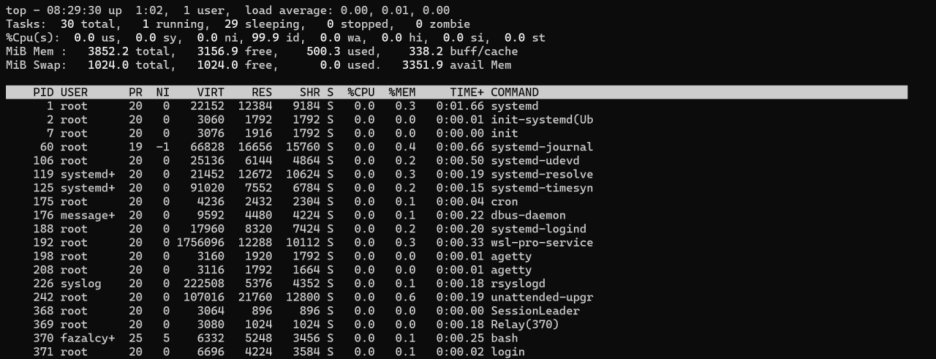 top - 08:29:30 up  1:02,  1 user,  load average: 0.00, 0.01, 0.00
Tasks:  30 total,   1 running,  29 sleeping,   0 stopped,   0 zombie
%Cpu(s):  0.0 us,  0.0 sy,  0.0 ni, 99.9 id,  0.0 wa,  0.0 hi,  0.0 si,  0.0 st
MiB Mem :   3852.2 total,   3156.9 free,    500.3 used,    338.2 buff/cache
MiB Swap:   1024.0 total,   1024.0 free,      0.0 used.   3351.9 avail Mem
PID USER      PR  NI    VIRT    RES    SHR S  %CPU  %MEM     TIME+ COMMAND
1 root      20   0   22152  12384   9184 S   0.0   0.3   0:01.66 systemd
2 root      20   0    3060   1792   1792 S   0.0   0.0   0:00.01 init-systemd(Ub
7 root      20   0    3076   1916   1792 S   0.0   0.0   0:00.00 init
60 root      19  -1   66828  16656  15760 S   0.0   0.4   0:00.66 systemd-journal
106 root      20   0   25136   6144   4864 S   0.0   0.2   0:00.50 systemd-udevd
119 systemd+  20   0   21452  12672  10624 S   0.0   0.3   0:00.19 systemd-resolve
125 systemd+  20   0   91020   7552   6784 S   0.0   0.2   0:00.15 systemd-timesyn
175 root      20   0    4236   2432   2304 S   0.0   0.1   0:00.04 cron
176 message+  20   0    9592   4480   4224 S   0.0   0.1   0:00.22 dbus-daemon
188 root      20   0   17960   8320   7424 S   0.0   0.2   0:00.20 systemd-logind
192 root      20   0 1756096  12288  10112 S   0.0   0.3   0:00.33 wsl-pro-service
198 root      20   0    3160   1920   1792 S   0.0   0.0   0:00.01 agetty
208 root      20   0    3116   1792   1664 S   0.0   0.0   0:00.01 agetty
226 syslog    20   0  222508   5376   4352 S   0.0   0.1   0:00.18 rsyslogd
242 root      20   0  107016  21760  12800 S   0.0   0.6   0:00.19 unattended-upgr
368 root      20   0    3064    896    896 S   0.0   0.0   0:00.00 SessionLeader
369 root      20   0    3080   1024   1024 S   0.0   0.0   0:00.18 Relay(370)
370 fazalcy+  25   5    6332   5248   3456 S   0.0   0.1   0:00.25 bash
371 root      20   0    6696   4224   3584 S   0.0   0.1   0:00.02 login